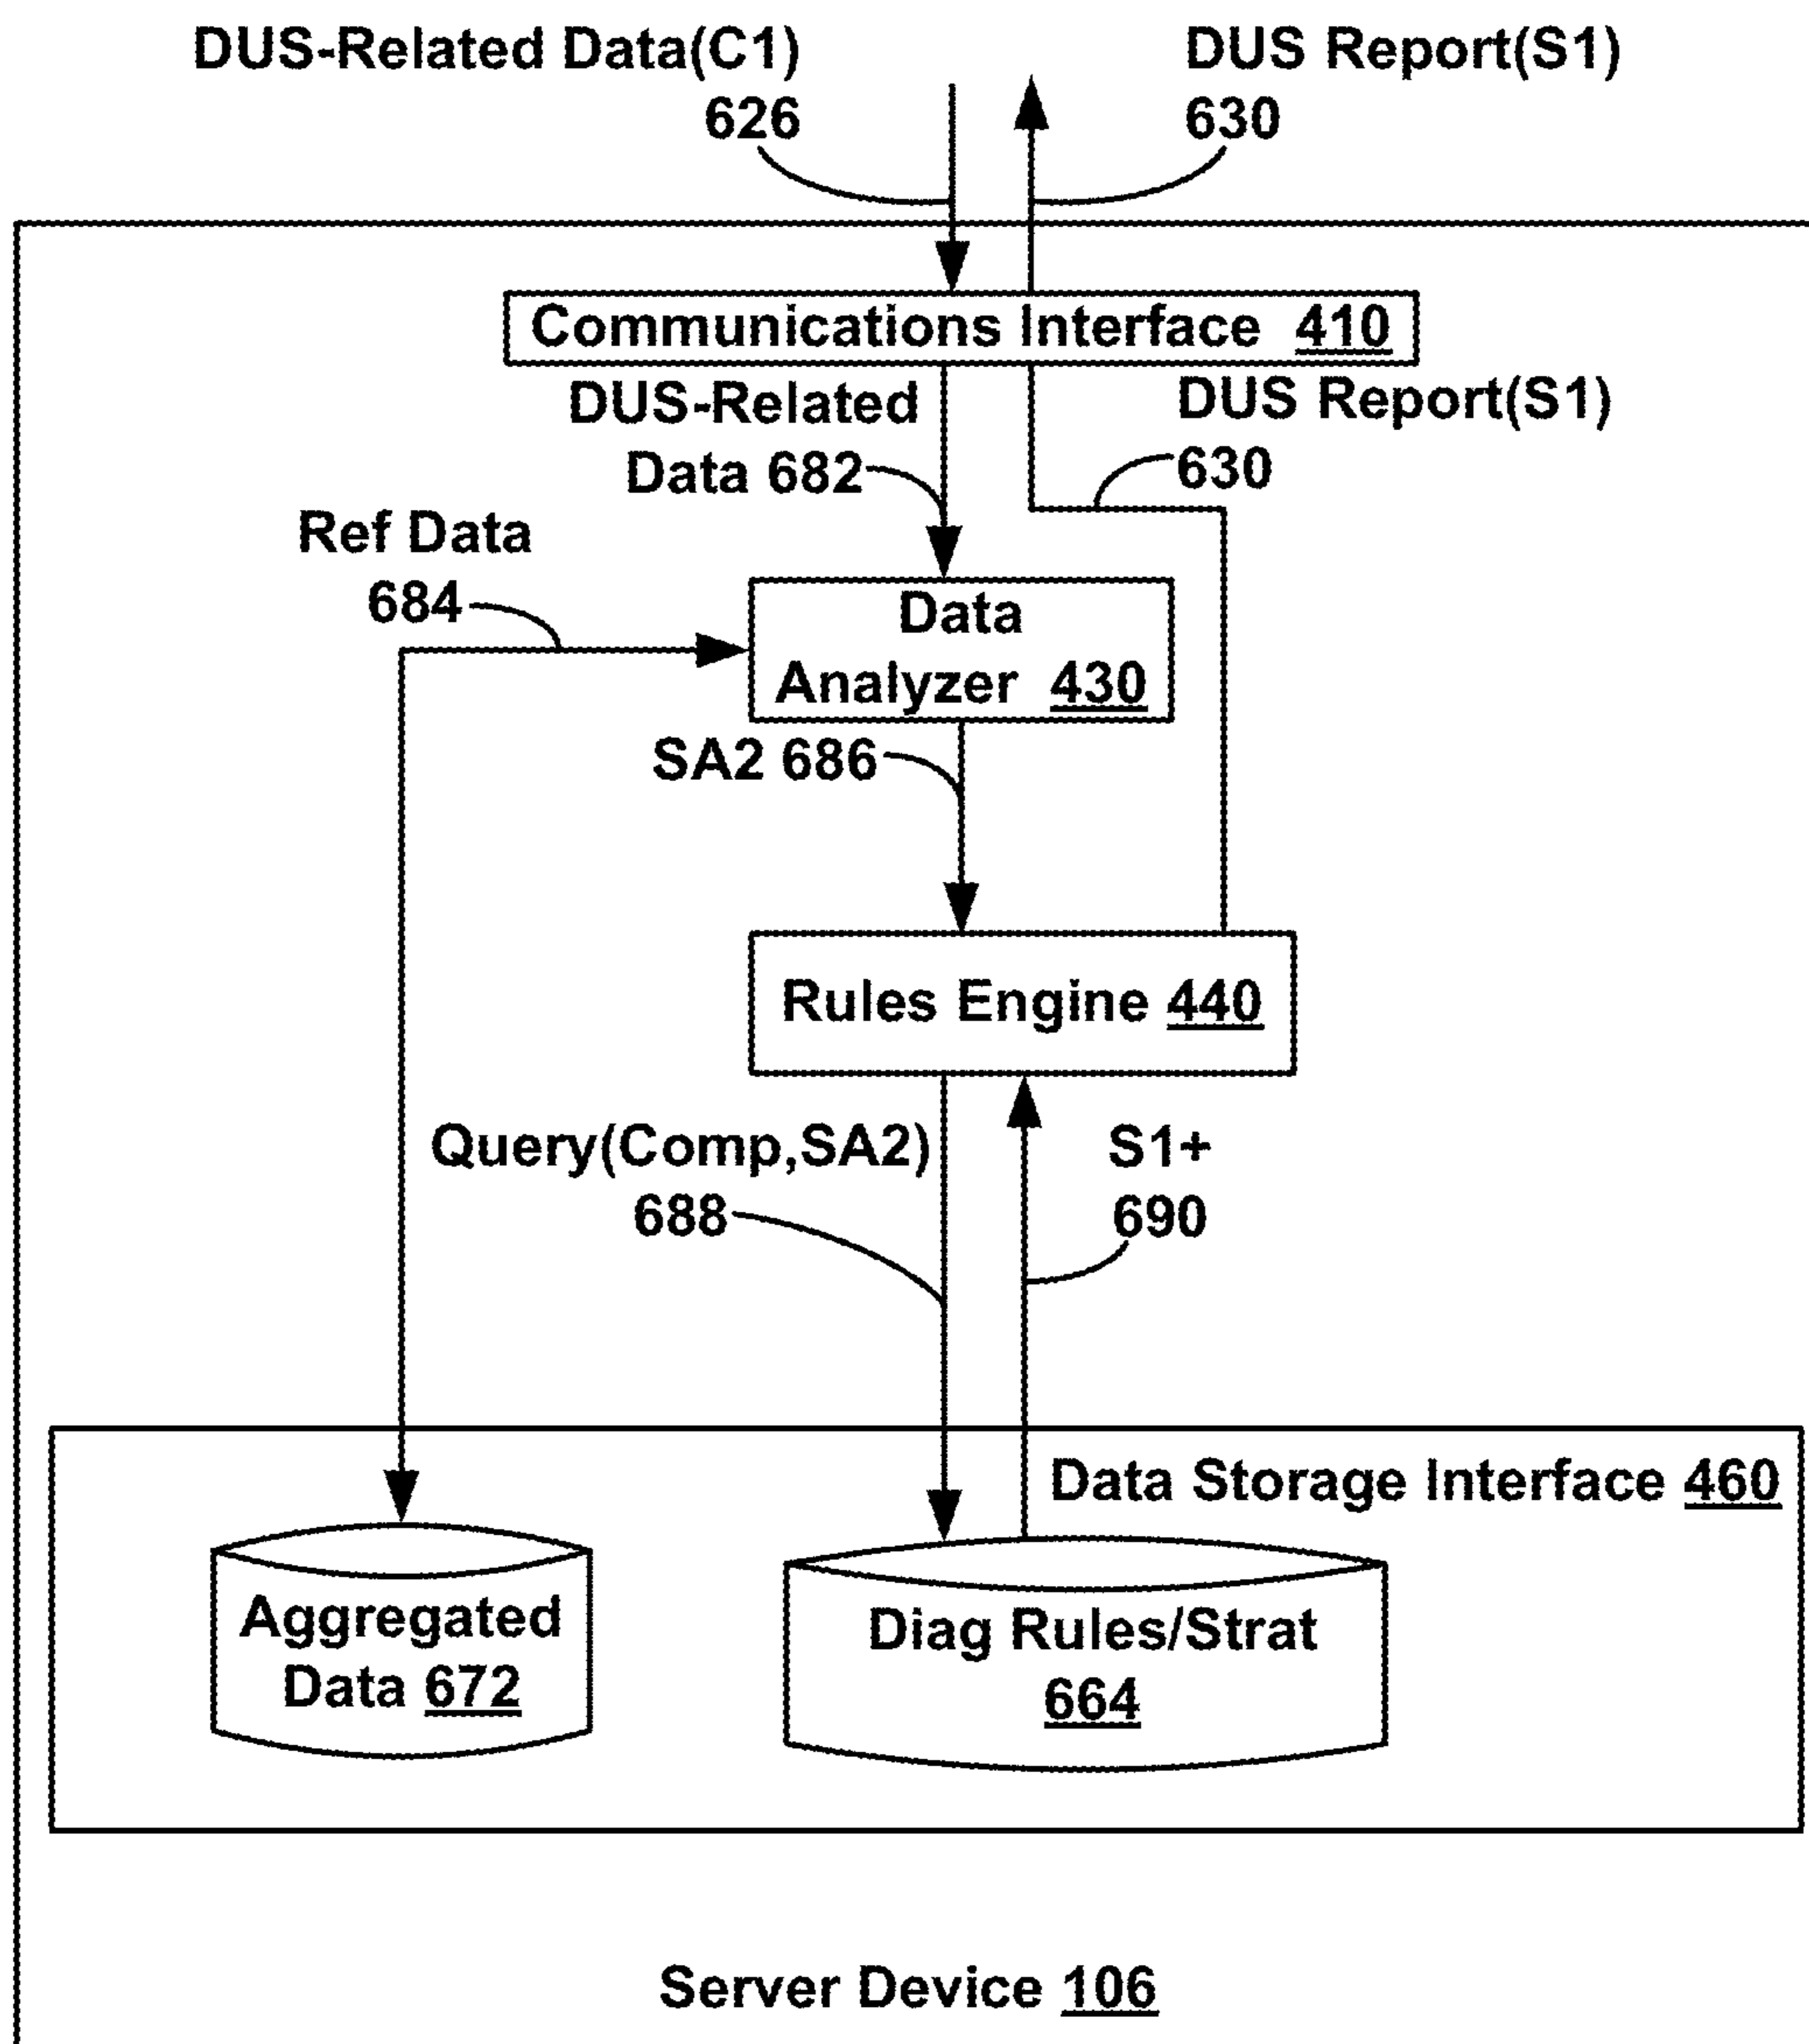 DUS-Related Data(C1)
626
DUS Report(S1)
630
Communications Interface 410
DUS-Related
Data 682
DUS Report(S1)
630
Ref Data
684
Data
Analyzer 430
SA2 686
Rules Engine 440
Query(Comp,SA2)
688
S1+
690
Data Storage Interface 460
Aggregated
Data 672
Diag Rules/Strat
664
Server Device 106